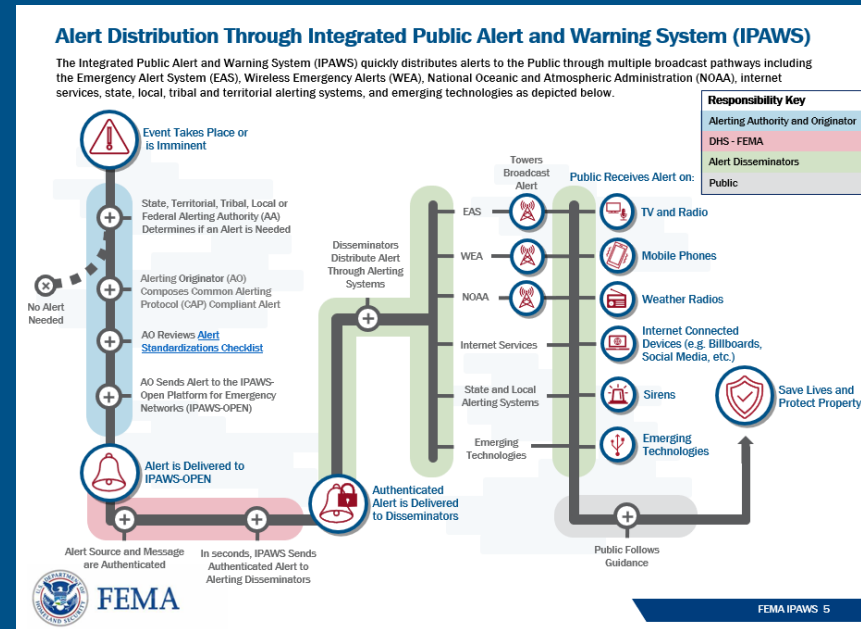 Alert Distribution Through Integrated Public Alert and Warning System (IPAWS)
The Integrated Public Alert and Warning System (IPAWS) quickly distributes alerts to the Public through multiple broadcast pathways including
the Emergency Alert System (EAS), Wireless Emergency Alerts (WEA), National Oceanic and Atmospheric Administration (NOAA), internet
services, state, local, tribal and territorial alerting systems, and emerging technologies as depicted below.
Responsibility Key
Alerting Authority and Originator
DHS - FEMA
Alert Disseminators
Public
Event Takes Place or
is Imminent
State, Territorial, Tribal, Local or
Federal Alerting Authority (AA)
Determines if an Alert is Needed
No Alert
Needed
Alerting Originator (AO)
Composes Common Alerting
Protocol (CAP) Compliant Alert
AO Reviews Alert
Standardizations Checklist
AO Sends Alert to the IPAWS-
Open Platform for Emergency
Networks (IPAWS-OPEN)
Alert is Delivered to
IPAWS-OPEN
Alert Source and Message
are Authenticated
In seconds, IPAWS Sends
Authenticated Alert to
Alerting Disseminators
Authenticated
Alert is Delivered
to Disseminators
Disseminators
Distribute Alert
Through Alerting
Systems
Towers
Broadcast
Alert
Public Receives Alert on:
EAS
TV and Radio
WEA
Mobile Phones
NOAA
Weather Radios
Internet Services
Internet Connected
Devices (e.g. Billboards,
Social Media, etc.)
State and Local
Alerting Systems
Sirens
Emerging
Technologies
Emerging
Technologies
Public Follows
Guidance
Save Lives and
Protect Property
FEMA
FEMA IPAWS 5